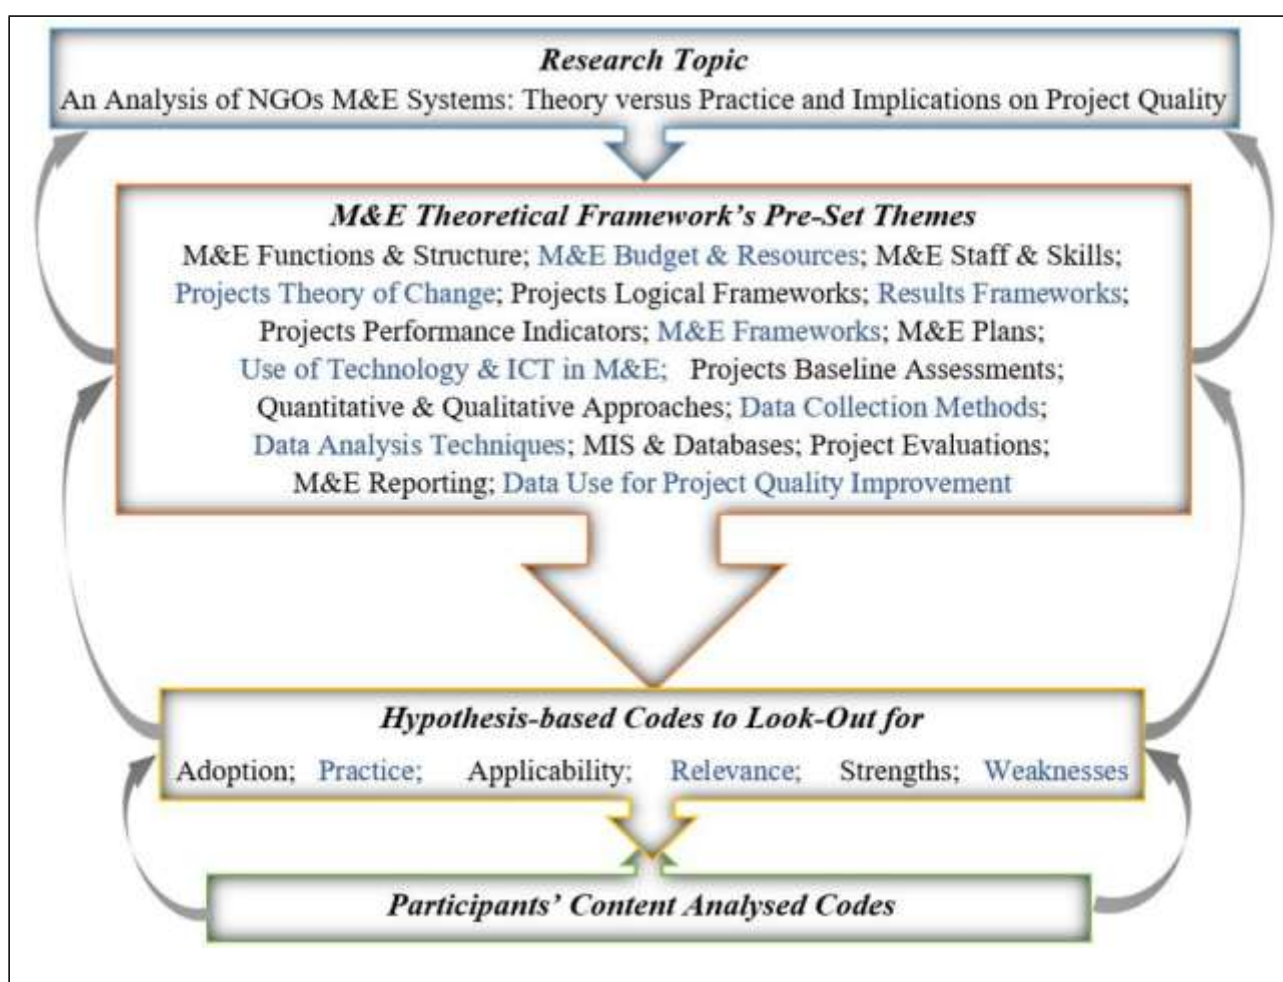 Research Topic
An Analysis of NGOs M&E Systems: Theory versus Practice and Implications on Project Quality
M&E Theoretical Framework's Pre-Set Themes
M&E Functions & Structure; M&E Budget & Resources; M&E Staff & Skills;
Projects Theory of Change; Projects Logical Frameworks; Results Frameworks;
Projects Performance Indicators; M&E Frameworks; M&E Plans;
Use of Technology & ICT in M&E; Projects Baseline Assessments;
Quantitative & Qualitative Approaches; Data Collection Methods;
Data Analysis Techniques; MIS & Databases; Project Evaluations;
M&E Reporting; Data Use for Project Quality Improvement
Hypothesis-based Codes to Look-Out for
Adoption; Practice; Applicability; Relevance; Strengths; Weaknesses
Participants' Content Analysed Codes